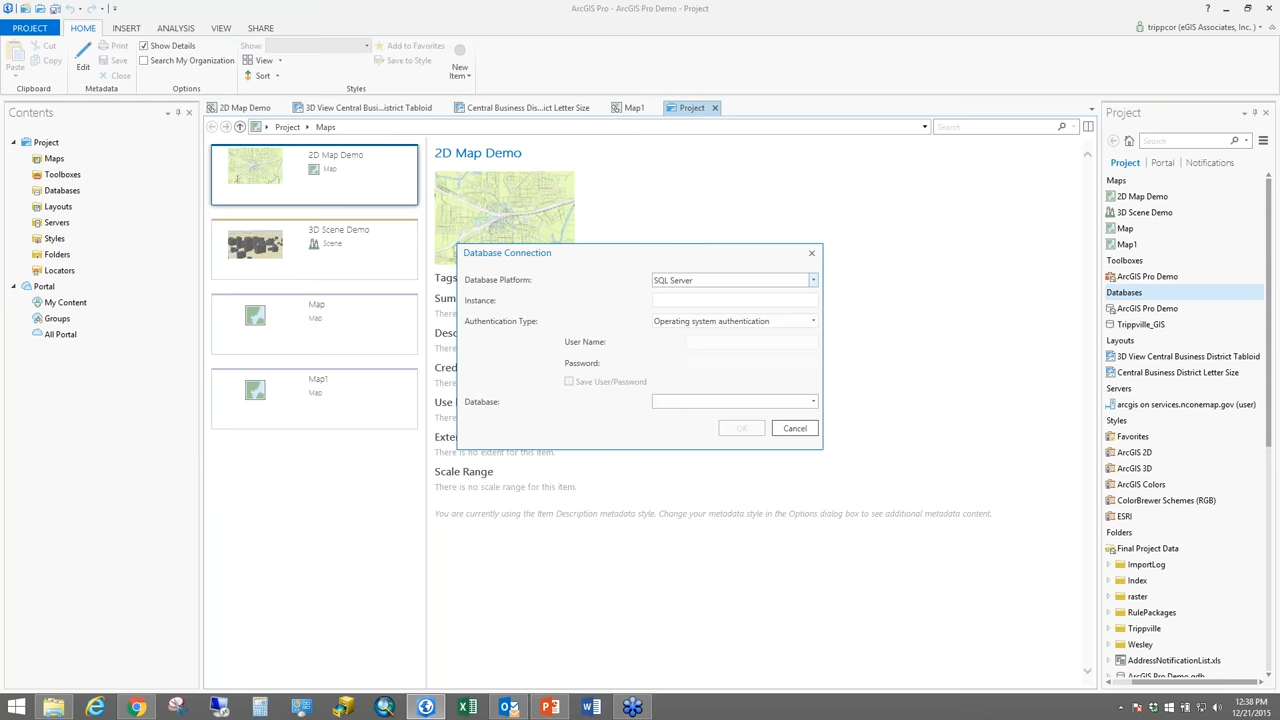 ArcGIS Pro - ArcGIS Pro Demo - Project
PROJECT
HOME
INSERT
ANALYSIS
VIEW
SHARE
trippcor (eGIS Associates, Inc.)
Paste
Cut
Copy
Clipboard
Edit
Print
Save
Close
Metadata
Show Details
Search My Organization
Options
Show:
View
Sort
Add to Favorites
Save to Style
Styles
New
Item
Contents
Project
Maps
Toolboxes
Databases
Layouts
Servers
Styles
Folders
Locators
Portal
My Content
Groups
All Portal
2D Map Demo
3D View Central Busi...istrict Tabloid
Central Business Dist...ict Letter Size
Map1
Project
Project
Maps
Search
2D Map Demo
Map
3D Scene Demo
Scene
Map
Map
Map1
Map
2D Map Demo
Tags
Sum
There
Desc
There
Cred
There
Use l
There
Exter
There is no extent for this item.
Scale Range
There is no scale range for this item.
You are currently using the Item Description metadata style. Change your metadata style in the Options dialog box to see additional metadata content.
Database Connection
Database Platform:
SQL Server
Instance:
Authentication Type:
Operating system authentication
User Name:
Password:
Save User/Password
Database:
OK
Cancel
Project
Search
Project
Portal
Notifications
Maps
2D Map Demo
3D Scene Demo
Map
Map1
Toolboxes
ArcGIS Pro Demo
Databases
ArcGIS Pro Demo
Trippville_GIS
Layouts
3D View Central Business District Tabloid
Central Business District Letter Size
Servers
arcgis on services.nconemap.gov (user)
Styles
Favorites
ArcGIS 2D
ArcGIS 3D
ArcGIS Colors
ColorBrewer Schemes (RGB)
ESRI
Folders
Final Project Data
ImportLog
Index
raster
RulePackages
Trippville
Wesley
AddressNotificationList.xls
ArcGIS Pro Demo.gdb
12:38 PM
12/21/2015